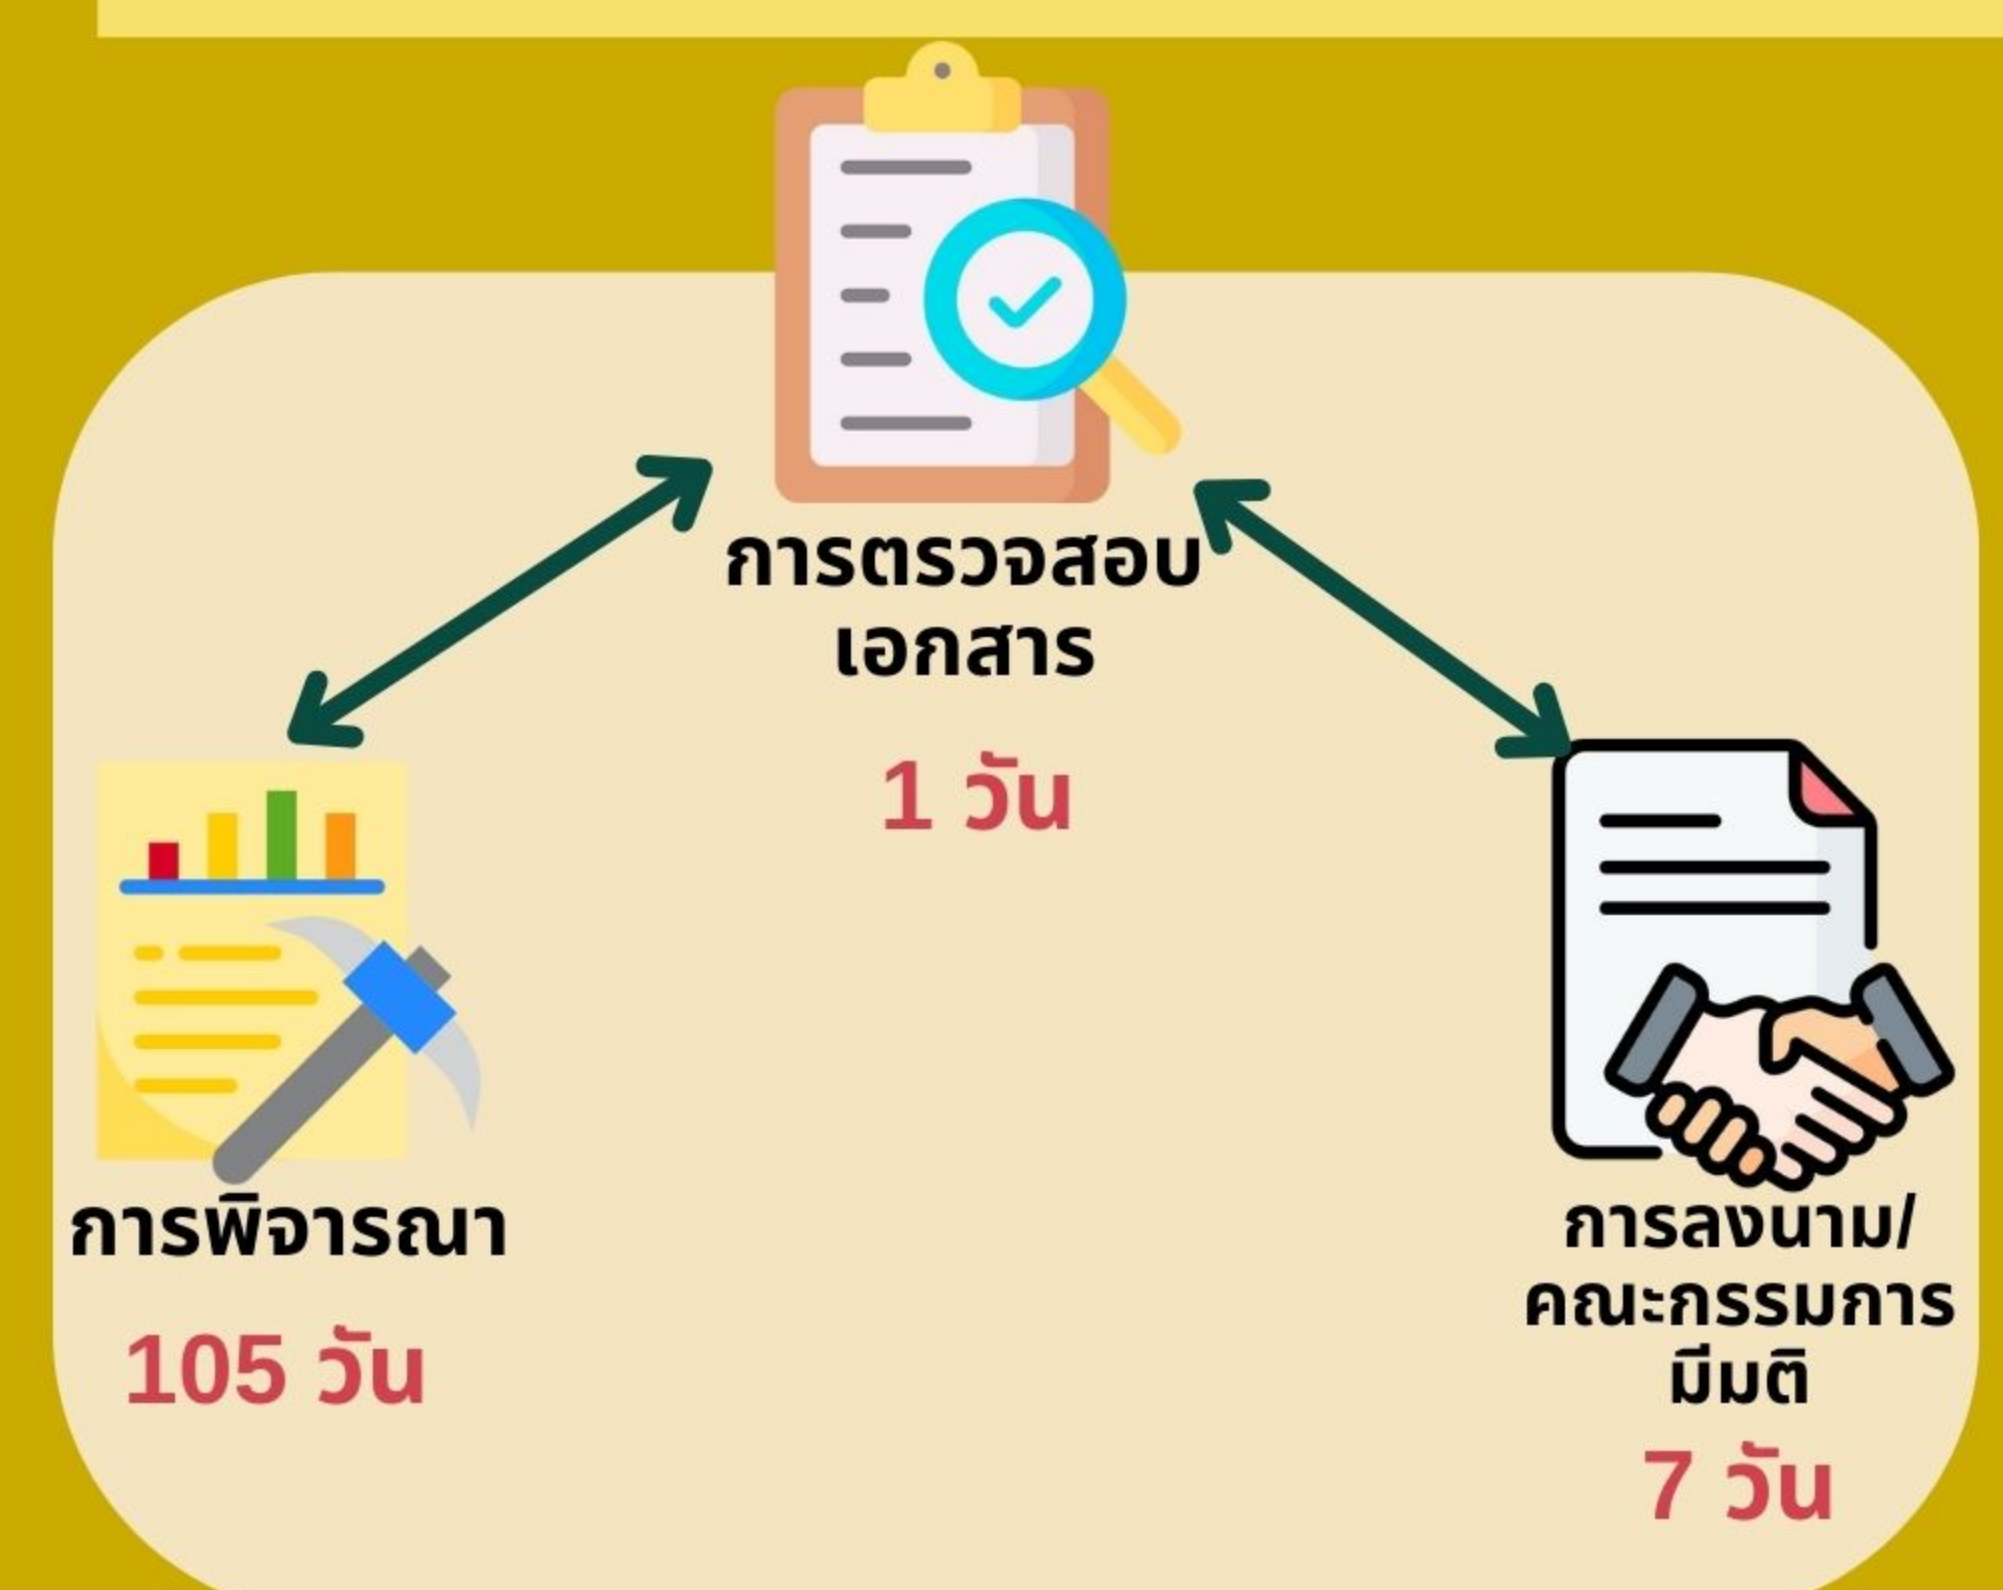 การตรวจสอบ
เอกสาร
1 วัน
การพิจารณา
105 วัน
การลงนาม/
คณะกรรมการ
มีมติ
7 วัน